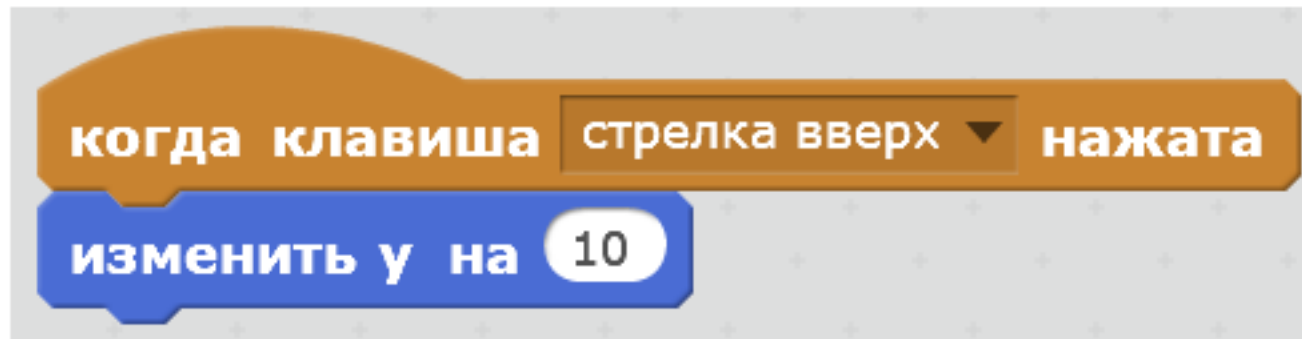 когда клавиша стрелка вверх нажата
изменить y на 10